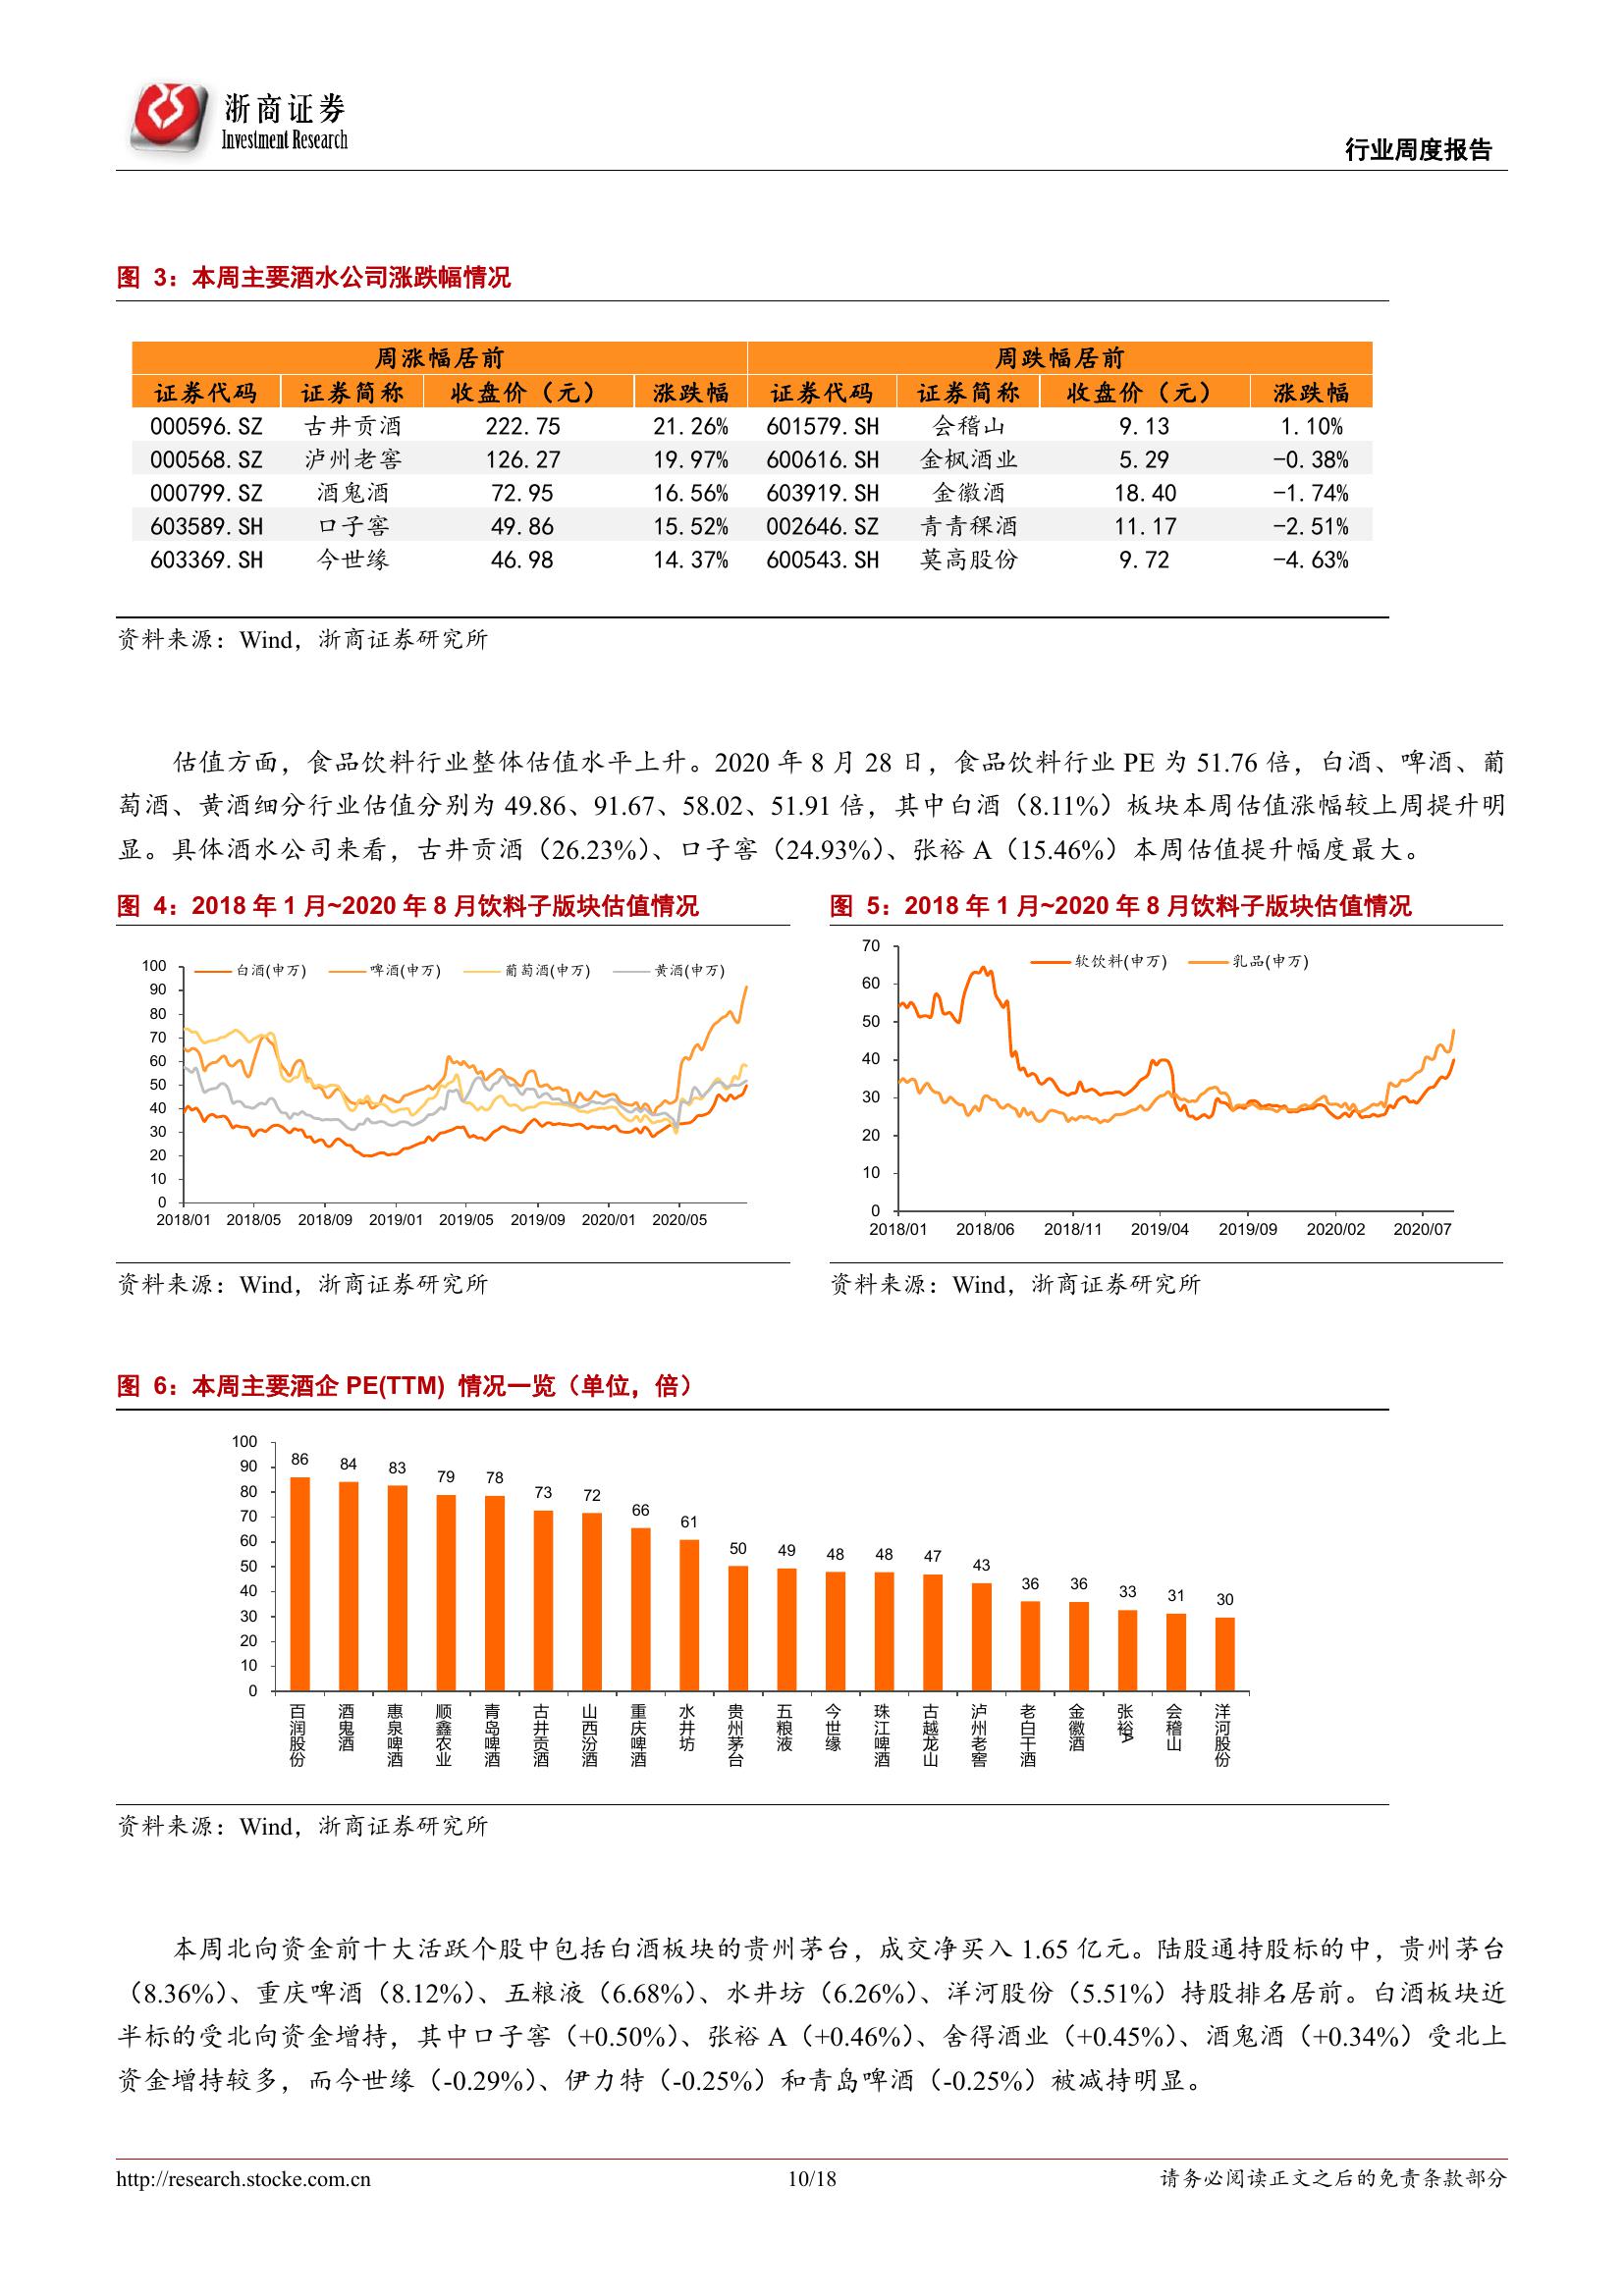 浙商证券
Investment Research
行业周度报告
图 3：本周主要酒水公司涨跌幅情况
周涨幅居前 周跌幅居前
证券代码 证券简称 收盘价（元） 涨跌幅 证券代码 证券简称 收盘价（元） 涨跌幅
000596.SZ 古井贡酒 222.75 21.26% 601579.SH 会稽山 9.13 1.10%
000568.SZ 泸州老窖 126.27 19.97% 600616.SH 金枫酒业 5.29 -0.38%
000799.SZ 酒鬼酒 72.95 16.56% 603919.SH 金徽酒 18.40 -1.74%
603589.SH 口子窖 49.86 15.52% 002646.SZ 青青稞酒 11.17 -2.51%
603369.SH 今世缘 46.98 14.37% 600543.SH 莫高股份 9.72 -4.63%
资料来源：Wind，浙商证券研究所
估值方面，食品饮料行业整体估值水平上升。2020 年 8 月 28 日，食品饮料行业 PE 为 51.76 倍，白酒、啤酒、葡
萄酒、黄酒细分行业估值分别为 49.86、91.67、58.02、51.91 倍，其中白酒（8.11%）板块本周估值涨幅较上周提升明
显。具体酒水公司来看，古井贡酒（26.23%）、口子窖（24.93%）、张裕 A（15.46%）本周估值提升幅度最大。
图 4：2018 年 1 月~2020 年 8 月饮料子版块估值情况
白酒(申万) 啤酒(申万) 葡萄酒(申万) 黄酒(申万)
100
90
80
70
60
50
40
30
20
10
0
2018/01 2018/05 2018/09 2019/01 2019/05 2019/09 2020/01 2020/05
资料来源：Wind，浙商证券研究所
图 5：2018 年 1 月~2020 年 8 月饮料子版块估值情况
软饮料(申万) 乳品(申万)
70
60
50
40
30
20
10
0
2018/01 2018/06 2018/11 2019/04 2019/09 2020/02 2020/07
资料来源：Wind，浙商证券研究所
图 6：本周主要酒企 PE(TTM) 情况一览（单位，倍）
100
90
80
70
60
50
40
30
20
10
0
86 84 83 79 78 73 72 66 61 50 49 48 48 47 43 36 36 33 31 30
百润股份 酒鬼酒 惠泉啤酒 顺鑫农业 青岛啤酒 古井贡酒 山西汾酒 重庆啤酒 水井坊 贵州茅台 五粮液 今世缘 珠江啤酒 古越龙山 泸州老窖 老白干酒 金徽酒 张裕A 会稽山 洋河股份
资料来源：Wind，浙商证券研究所
本周北向资金前十大活跃个股中包括白酒板块的贵州茅台，成交净买入 1.65 亿元。陆股通持股标的中，贵州茅台
（8.36%）、重庆啤酒（8.12%）、五粮液（6.68%）、水井坊（6.26%）、洋河股份（5.51%）持股排名居前。白酒板块近
半标的受北向资金增持，其中口子窖（+0.50%）、张裕 A（+0.46%）、舍得酒业（+0.45%）、酒鬼酒（+0.34%）受北上
资金增持较多，而今世缘（-0.29%）、伊力特（-0.25%）和青岛啤酒（-0.25%）被减持明显。
http://research.stocke.com.cn 10/18 请务必阅读正文之后的免责条款部分